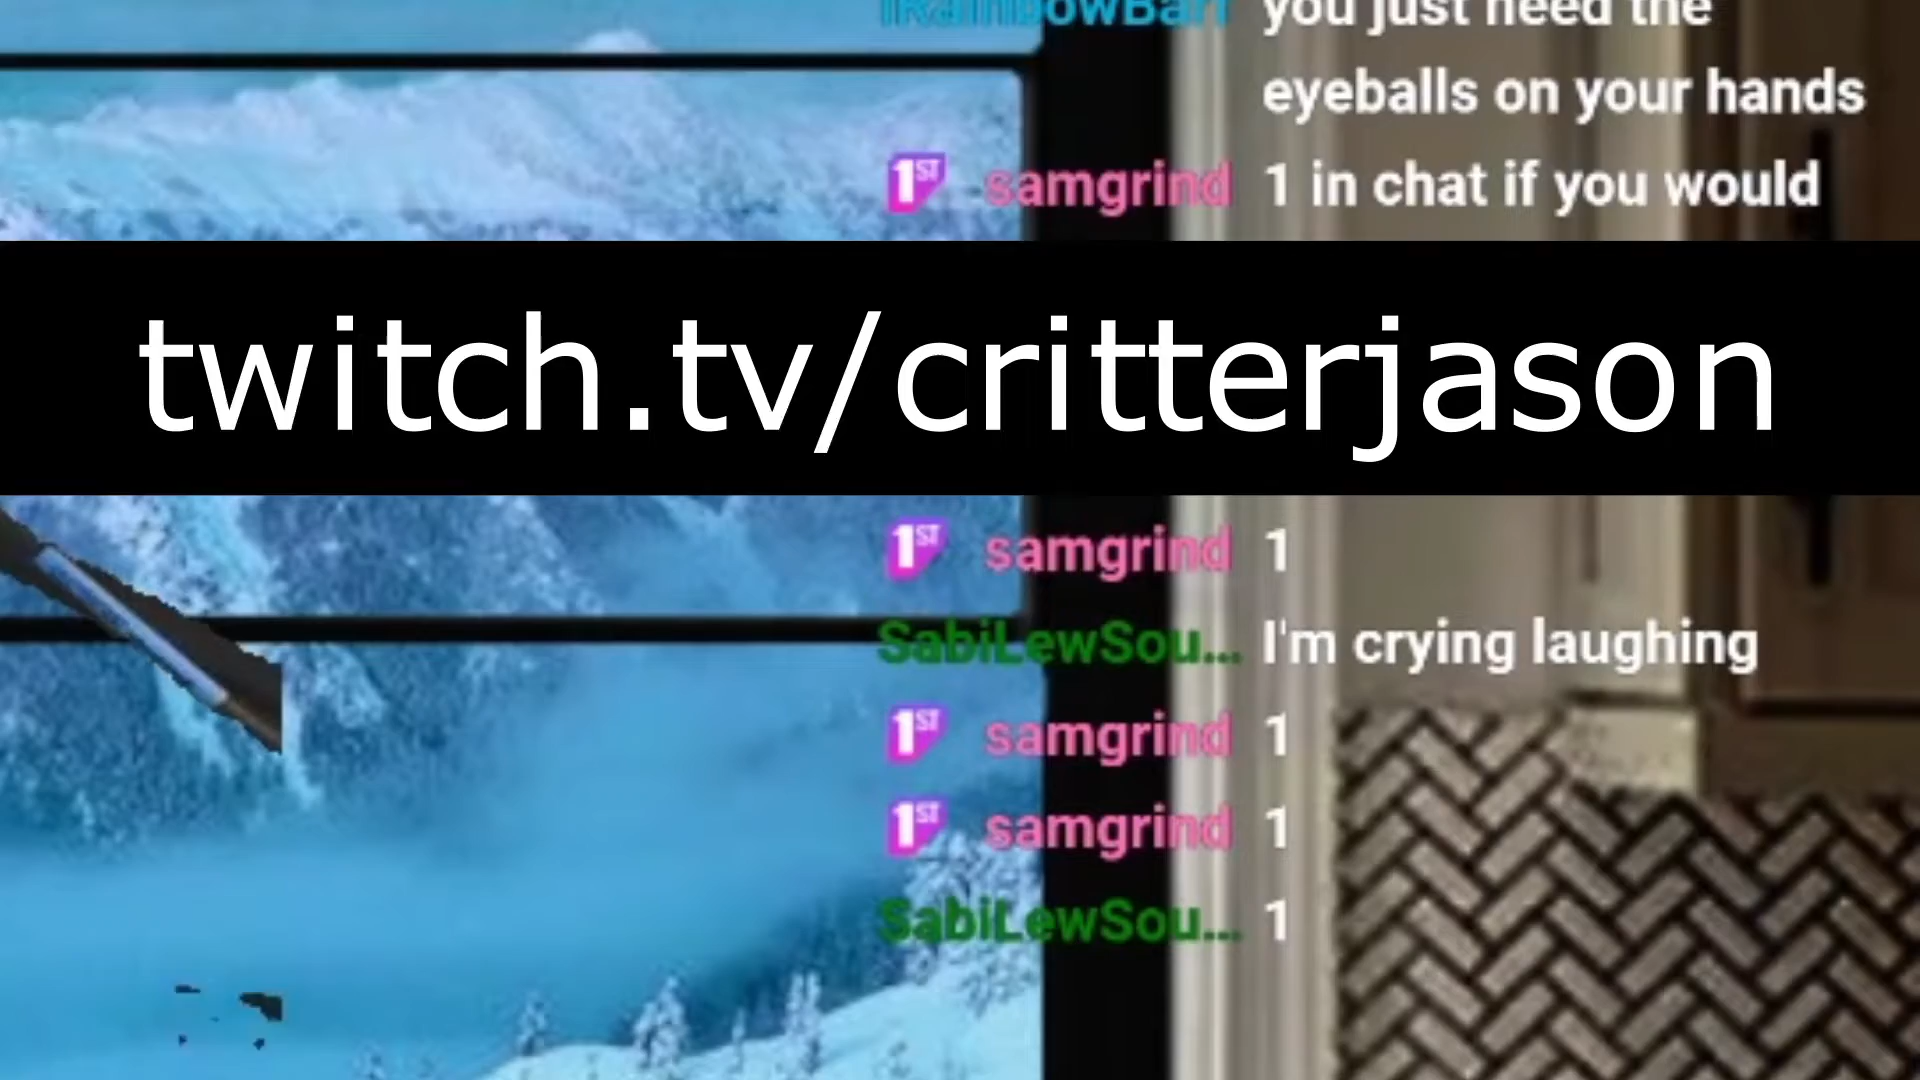 iRainbowBarf you just need the
eyeballs on your hands
1ST samgrind 1 in chat if you would
twitch.tv/critterjason
1ST samgrind 1
SabiLewSou... I'm crying laughing
1ST samgrind 1
1ST samgrind 1
SabiLewSou... 1